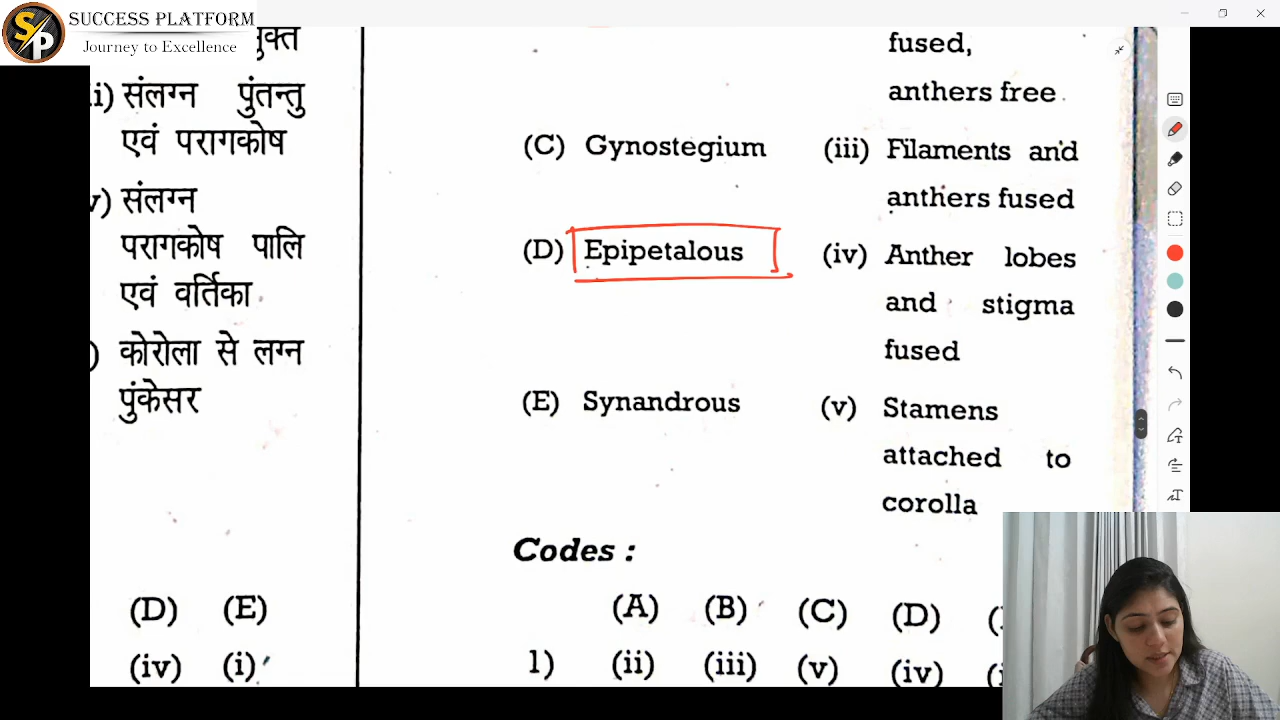 SUCCESS PLATFORM
Journey to Excellence
संलग्न पुंतन्तु
एवं परागकोष
संलग्न
परागकोष पालि
एवं वर्तिका
कोरोला से लग्न
पुंकेसर
(D) (E)
(iv) (i)
fused,
anthers free
(C) Gynostegium (iii) Filaments and
anthers fused
(D) Epipetalous (iv) Anther lobes
and stigma
fused
(E) Synandrous (v) Stamens
attached to
corolla
Codes :
(A) (B) (C) (D)
1) (ii) (iii) (v) (iv)